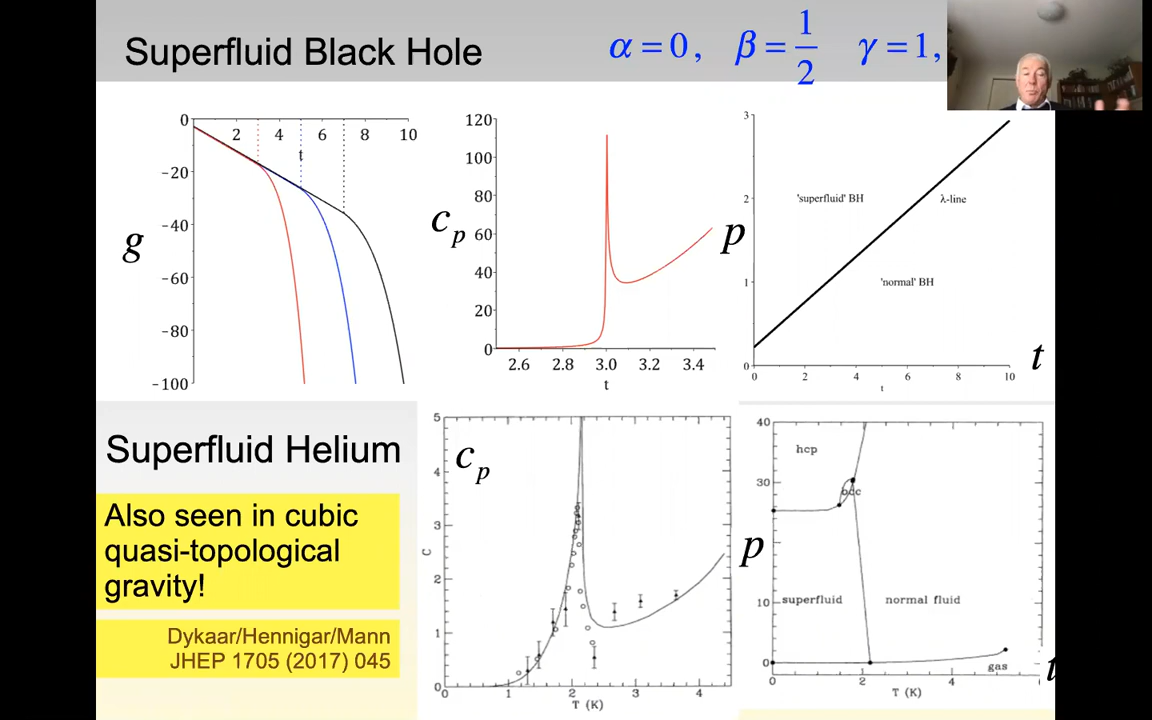 Superfluid Black Hole
α = 0, β = 1/2 γ = 1,
0
2
4
6
8
10
t
-20
-40
-60
-80
-100
g
120
100
80
60
40
20
0
c_p
2.6 2.8 3.0 3.2 3.4
t
3
2
1
0
p
'superfluid' BH
λ-line
'normal' BH
0 2 4 6 8 10
t
t
Superfluid Helium
Also seen in cubic
quasi-topological
gravity!
Dykaar/Hennigar/Mann
JHEP 1705 (2017) 045
5
4
3
2
1
0
C
c_p
0 1 2 3 4
T (K)
40
30
10
0
p
hcp
bcc
superfluid
normal fluid
gas
0 2 4
T (K)
t